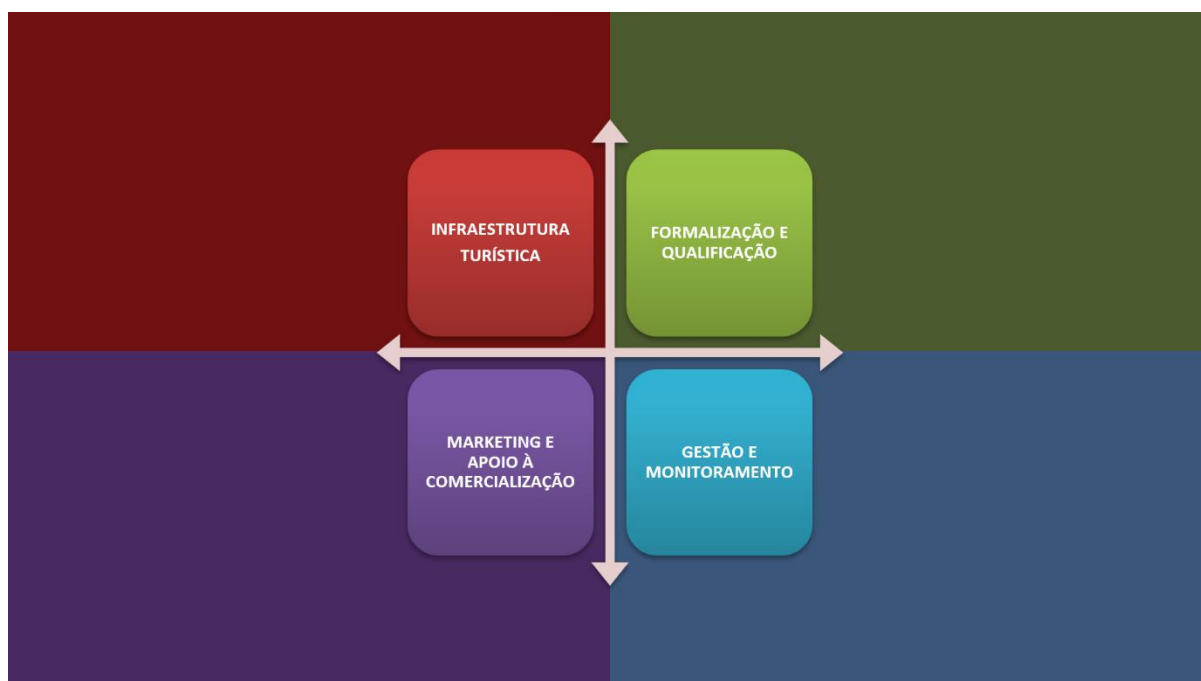 INFRAESTRUTURA
TURÍSTICA
FORMALIZAÇÃO E
QUALIFICAÇÃO
MARKETING E
APOIO À
COMERCIALIZAÇÃO
GESTÃO E
MONITORAMENTO